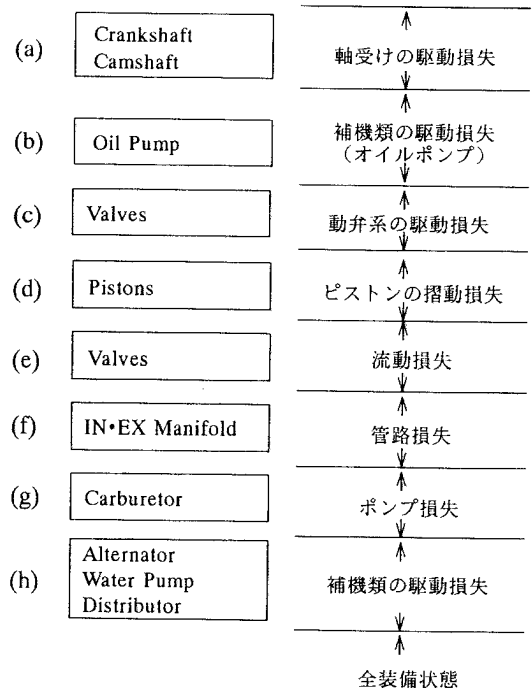 (a)
Crankshaft
Camshaft
軸受けの駆動損失
(b)
Oil Pump
補機類の駆動損失
(オイルポンプ)
(c)
Valves
動弁系の駆動損失
(d)
Pistons
ピストンの摺動損失
(e)
Valves
流動損失
(f)
IN•EX Manifold
管路損失
(g)
Carburetor
ポンプ損失
(h)
Alternator
Water Pump
Distributor
補機類の駆動損失
全装備状態